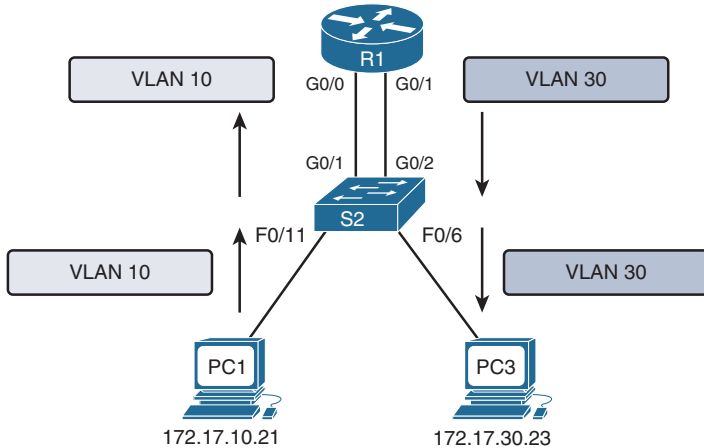 R1
VLAN 10
G0/0
G0/1
VLAN 30
G0/1
G0/2
S2
F0/11
F0/6
VLAN 10
VLAN 30
PC1
PC3
172.17.10.21
172.17.30.23